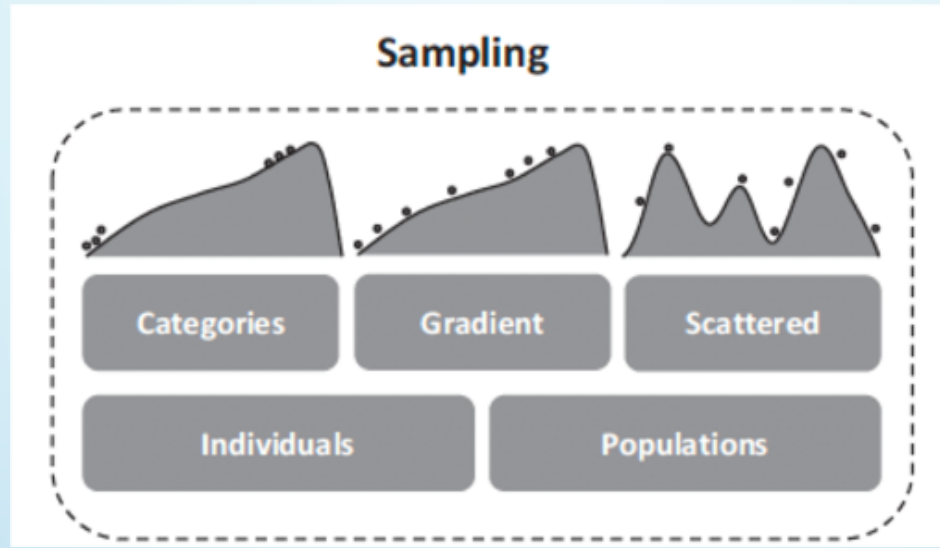 Sampling
Categories
Gradient
Scattered
Individuals
Populations